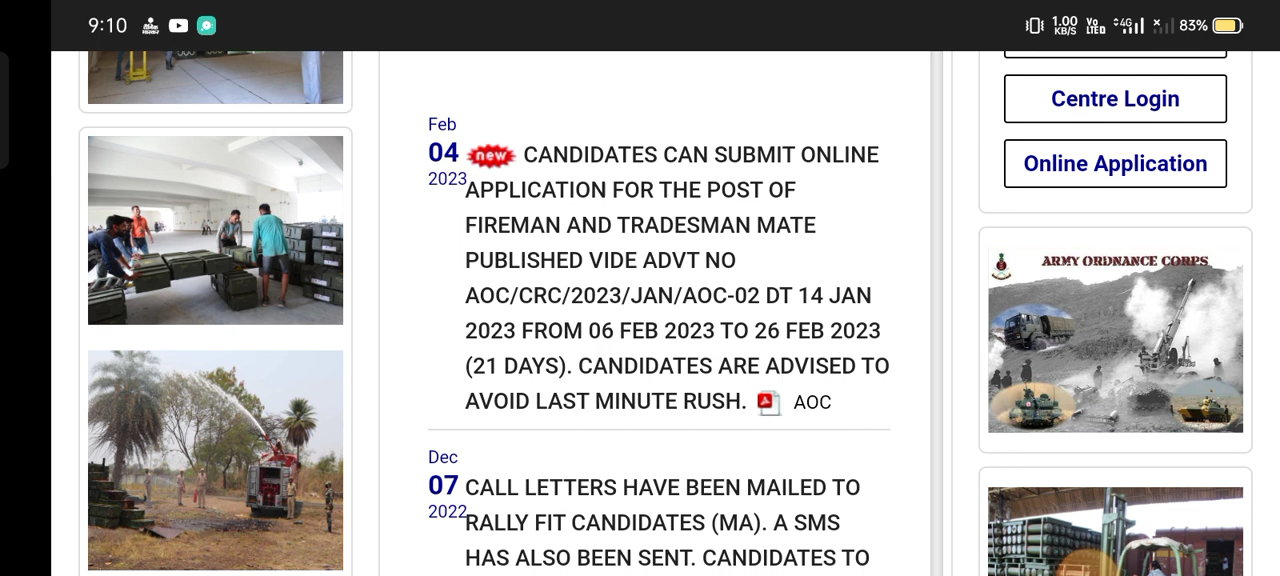 9:10
1.00
KB/S
Vo
LTED
4G
83%
Centre Login
Online Application
Feb
04
2023
new CANDIDATES CAN SUBMIT ONLINE
APPLICATION FOR THE POST OF
FIREMAN AND TRADESMAN MATE
PUBLISHED VIDE ADVT NO
AOC/CRC/2023/JAN/AOC-02 DT 14 JAN
2023 FROM 06 FEB 2023 TO 26 FEB 2023
(21 DAYS). CANDIDATES ARE ADVISED TO
AVOID LAST MINUTE RUSH. AOC
Dec
07
2022
CALL LETTERS HAVE BEEN MAILED TO
RALLY FIT CANDIDATES (MA). A SMS
HAS ALSO BEEN SENT. CANDIDATES TO
ARMY ORDNANCE CORPS